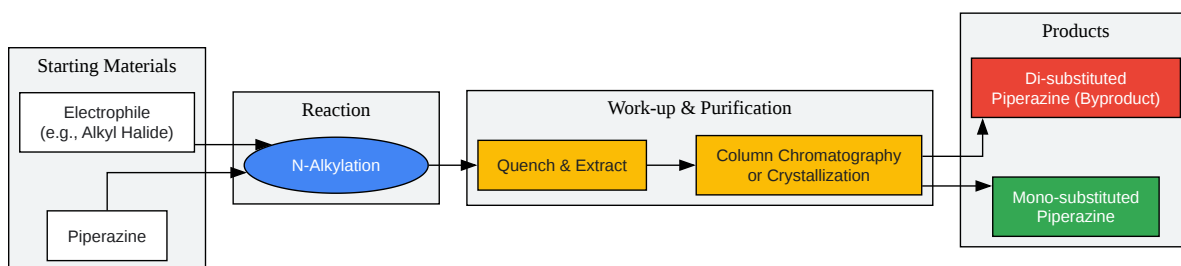 Starting Materials
Electrophile
(e.g., Alkyl Halide)
Piperazine
Reaction
N-Alkylation
Work-up & Purification
Quench & Extract
Column Chromatography
or Crystallization
Products
Di-substituted
Piperazine (Byproduct)
Mono-substituted
Piperazine